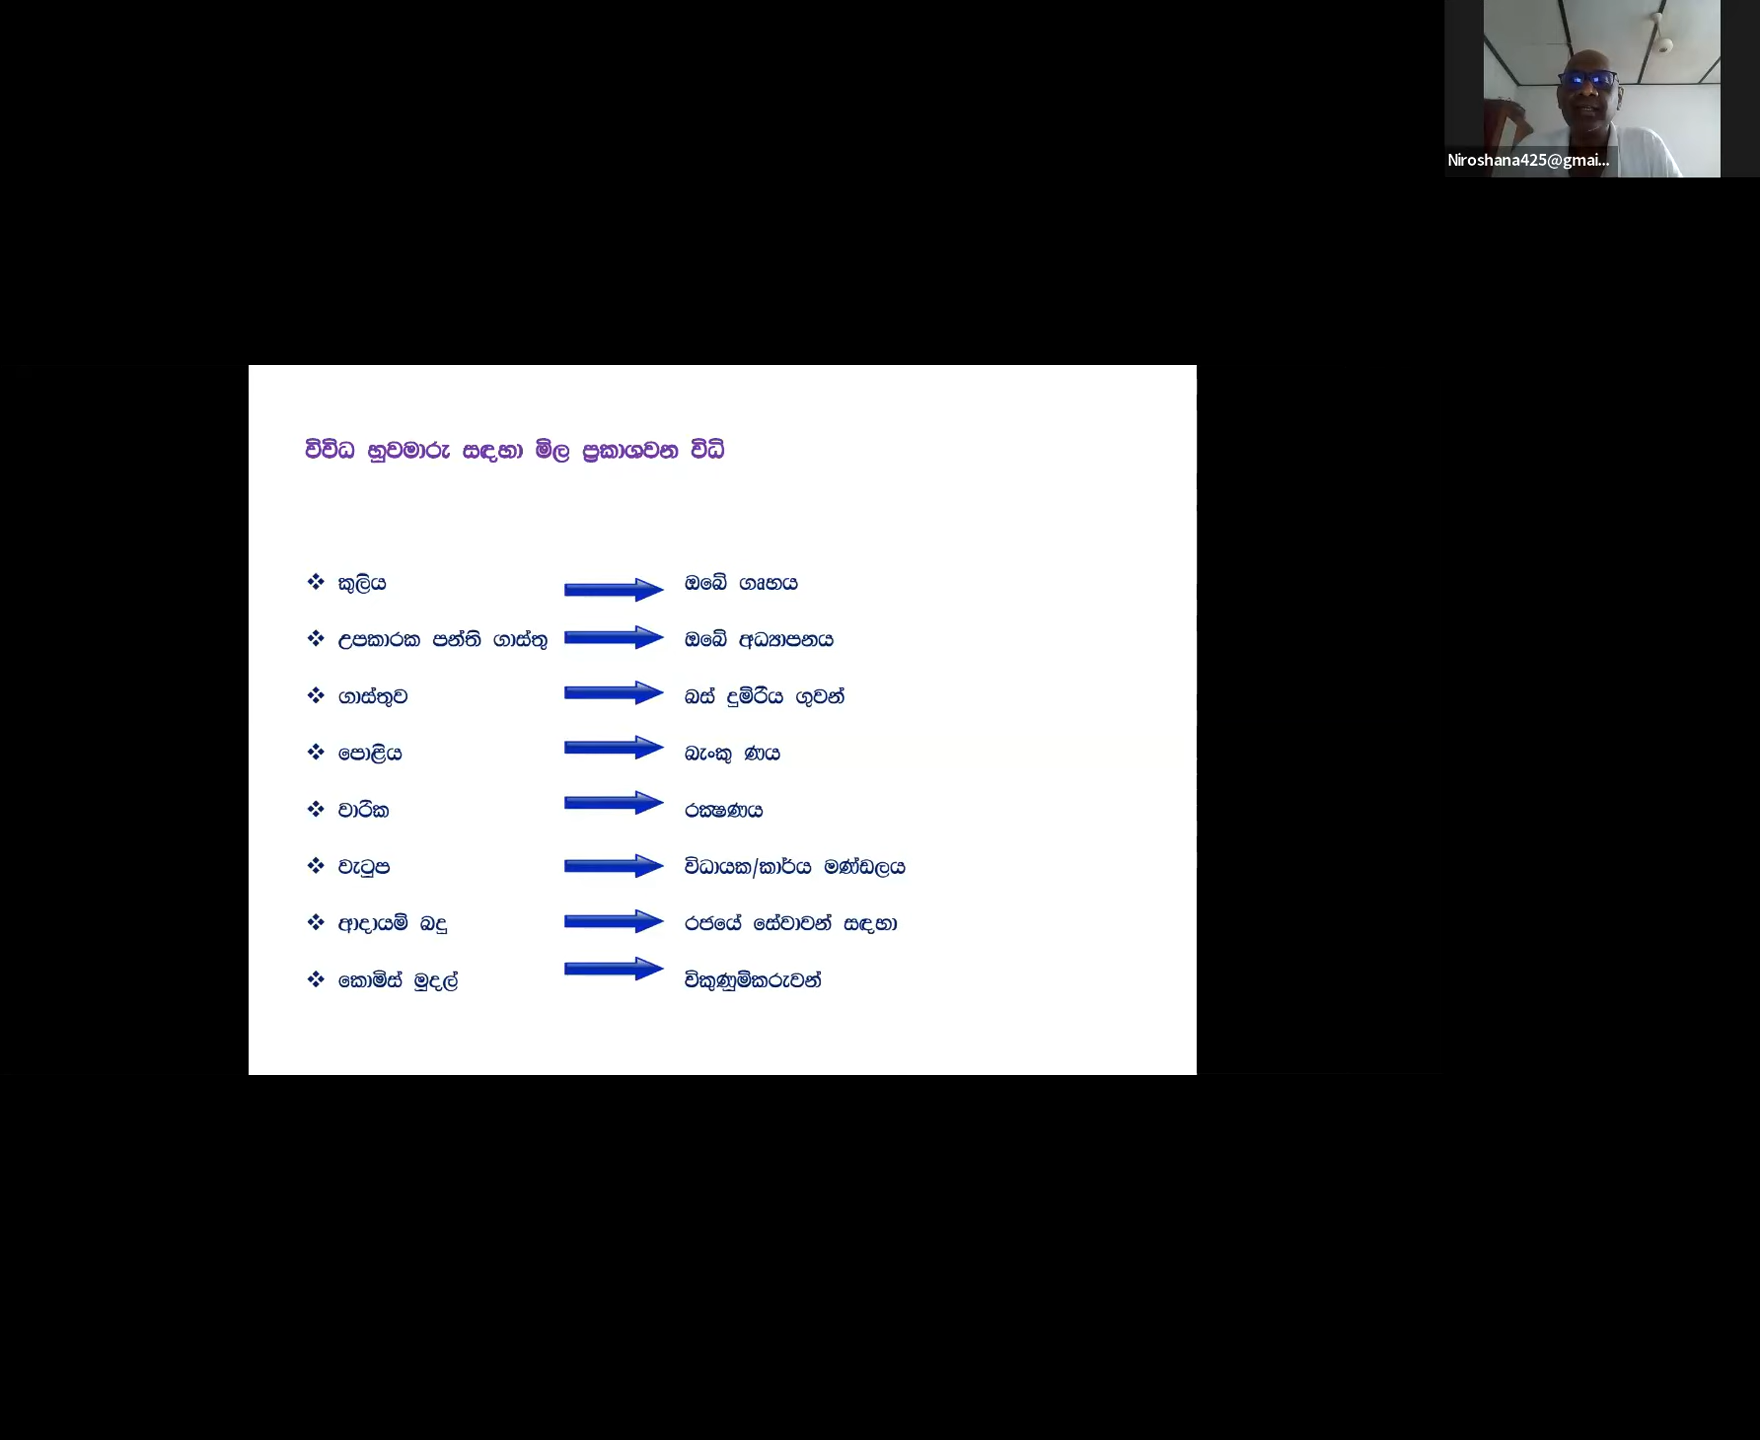 Niroshana425@gmai...
විවිධ හුවමාරු සඳහා මිල ප්‍රකාශවන විධි
❖ කුලිය ඔබේ ගෘහය
❖ උපකාරක පන්ති ගාස්තු ඔබේ අධ්‍යාපනය
❖ ගාස්තුව බස් දුම්රිය ගුවන්
❖ පොළිය බැංකු ණය
❖ වාරික රක්‍ෂණය
❖ වැටුප විධායක/කාර්ය මණ්ඩලය
❖ ආදායම් බදු රජයේ සේවාවන් සඳහා
❖ කොමිස් මුදල් විකුණුම්කරුවන්